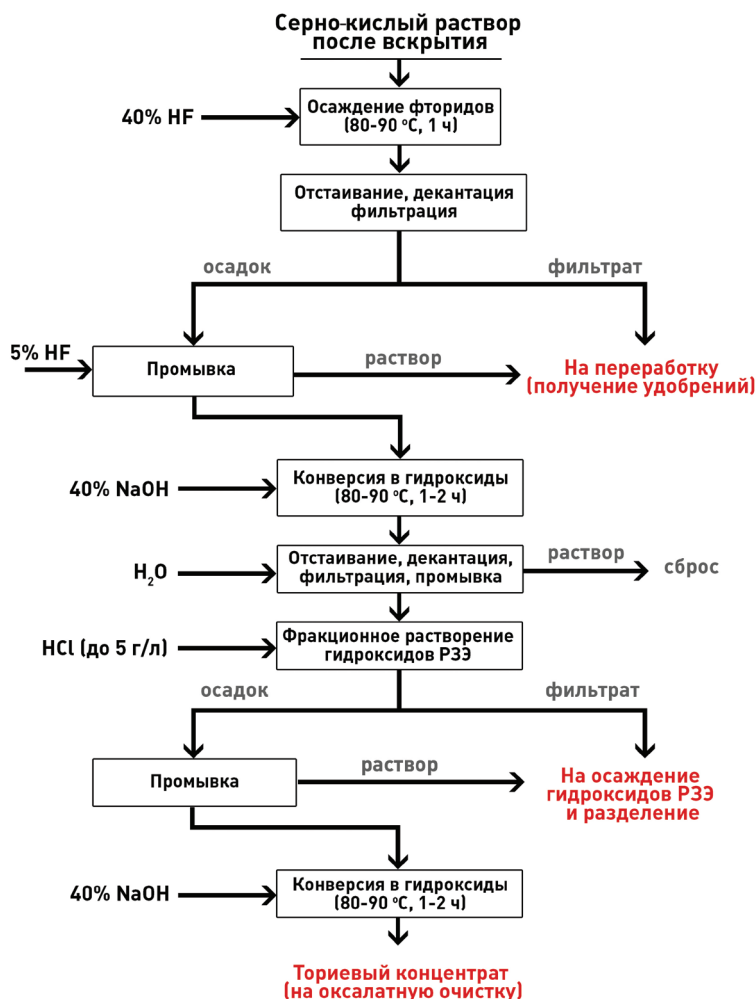 Серно-кислый раствор
после вскрытия
40% HF
Осаждение фторидов
(80-90 ºС, 1 ч)
Отстаивание, декантация
фильтрация
осадок
фильтрат
5% HF
Промывка
раствор
На переработку
(получение удобрений)
40% NaOH
Конверсия в гидроксиды
(80-90 ºС, 1-2 ч)
H₂O
Отстаивание, декантация,
фильтрация, промывка
раствор
сброс
HCl (до 5 г/л)
Фракционное растворение
гидроксидов РЗЭ
осадок
фильтрат
Промывка
раствор
На осаждение
гидроксидов РЗЭ
и разделение
40% NaOH
Конверсия в гидроксиды
(80-90 ºС, 1-2 ч)
Ториевый концентрат
(на оксалатную очистку)